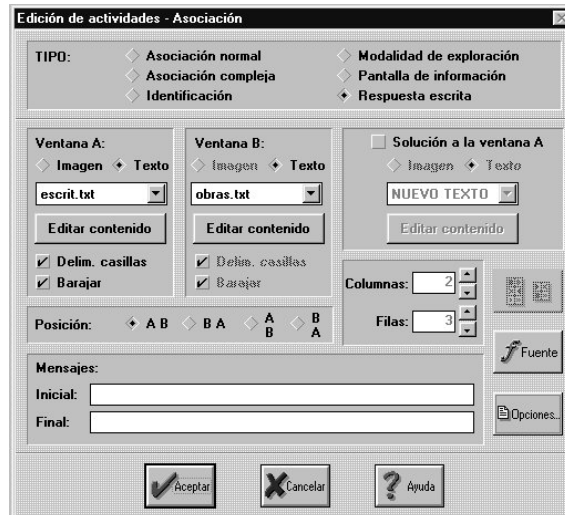 Edición de actividades - Asociación
TIPO:
Asociación normal
Asociación compleja
Identificación
Modalidad de exploración
Pantalla de información
Respuesta escrita
Ventana A:
Imagen Texto
escrit.txt
Editar contenido
Delim. casillas
Barajar
Ventana B:
Imagen Texto
obras.txt
Editar contenido
Delim. casillas
Barajar
Solución a la ventana A
Imagen Texto
NUEVO TEXTO
Editar contenido
Columnas: 2
Filas: 3
Posición: A B B A A B B A
Fuente
Opciones...
Mensajes:
Inicial:
Final:
Aceptar Cancelar Ayuda